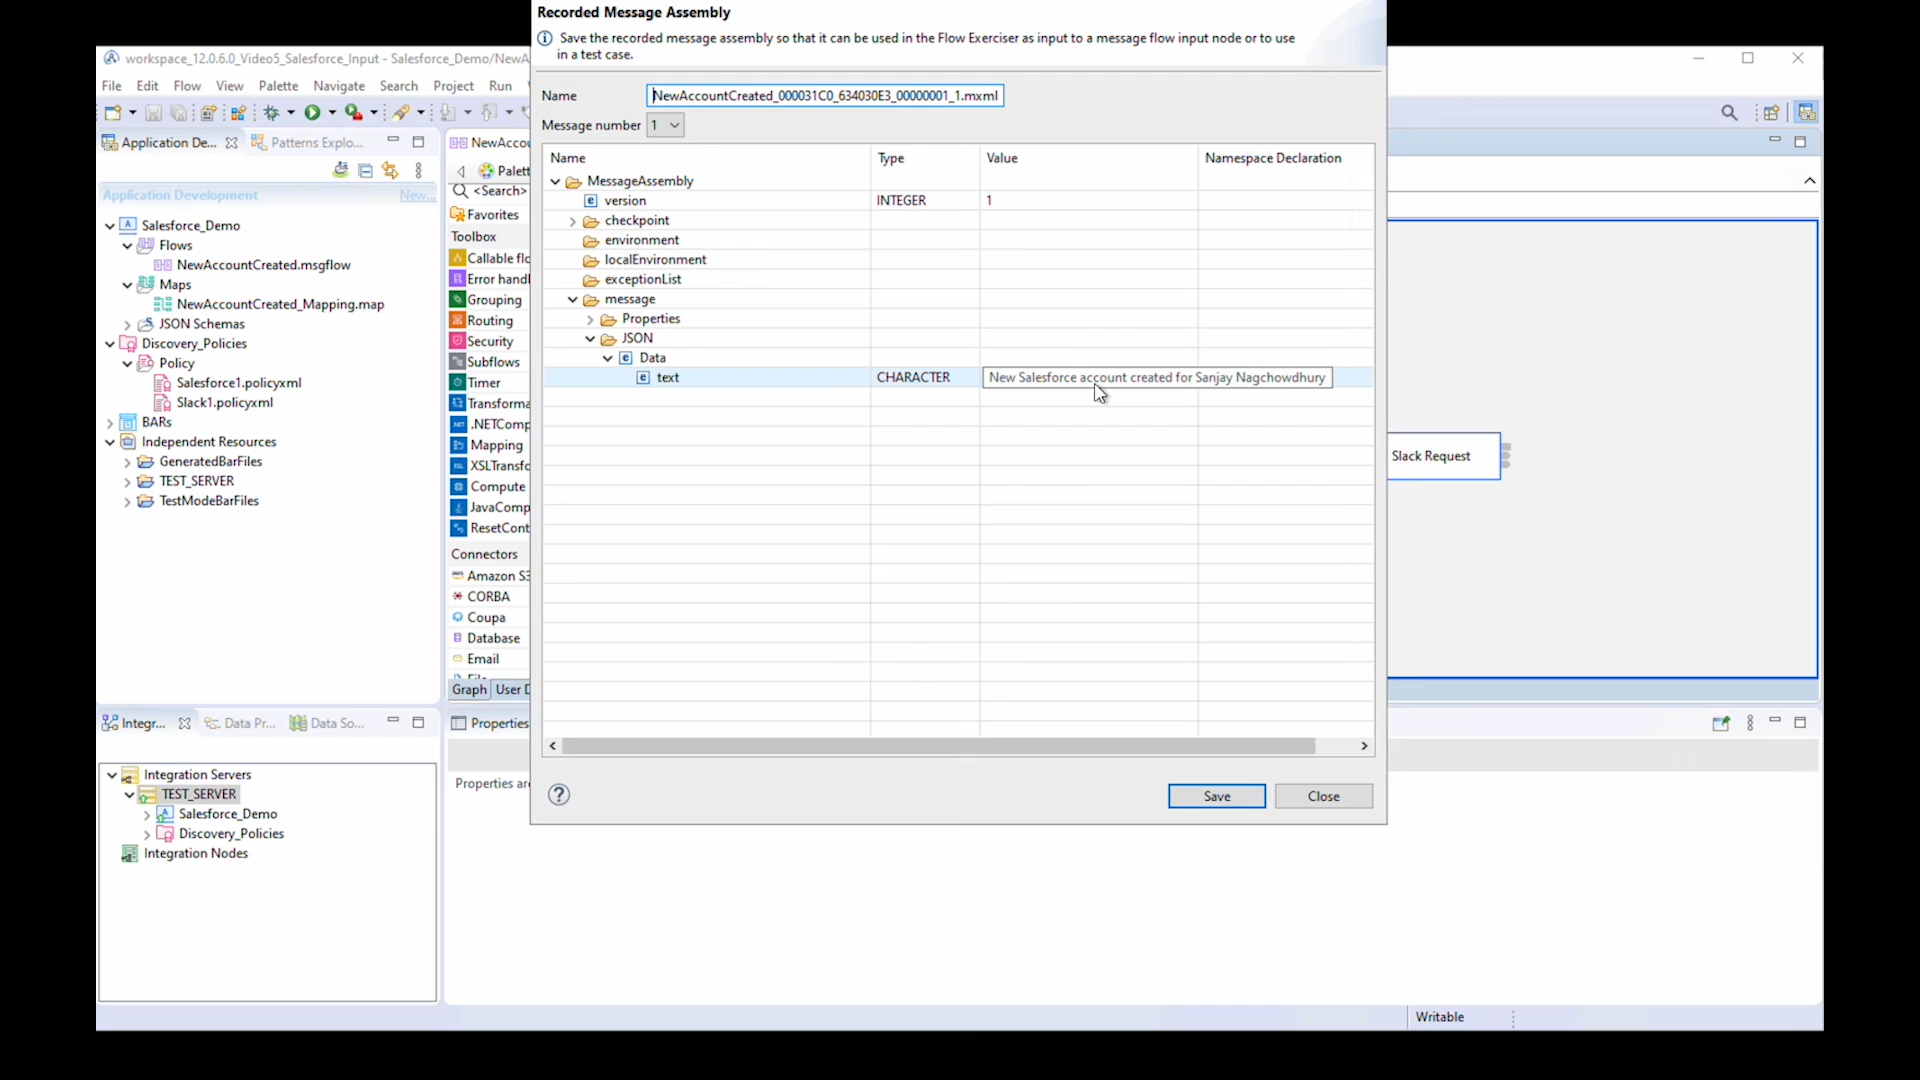 Recorded Message Assembly
Save the recorded message assembly so that it can be used in the Flow Exerciser as input to a message flow input node or to use
in a test case.
workspace_12.0.6.0_Video5_Salesforce_Input - Salesforce_Demo/NewA
File Edit Flow View Palette Navigate Search Project Run
Name NewAccountCreated_000031C0_634030E3_00000001_1.mxml
Message number 1
Application De... Patterns Explo...
Application Development New...
Salesforce_Demo
Flows
NewAccountCreated.msgflow
Maps
NewAccountCreated_Mapping.map
JSON Schemas
Discovery_Policies
Policy
Salesforce1.policyxml
Slack1.policyxml
BARs
Independent Resources
GeneratedBarFiles
TEST_SERVER
TestModeBarFiles
NewAccou
Palett
<Search>
Favorites
Toolbox
Callable flo
Error handl
Grouping
Routing
Security
Subflows
Timer
Transforma
.NETComp
Mapping
XSLTransfo
Compute
JavaComp
ResetCont
Connectors
Amazon S3
CORBA
Coupa
Database
Email
Graph User D
Name Type Value Namespace Declaration
MessageAssembly
version INTEGER 1
checkpoint
environment
localEnvironment
exceptionList
message
Properties
JSON
Data
text CHARACTER New Salesforce account created for Sanjay Nagchowdhury
Save Close
Slack Request
Integr... Data Pr... Data So...
Integration Servers
TEST_SERVER
Salesforce_Demo
Discovery_Policies
Integration Nodes
Properties
Properties are
Writable